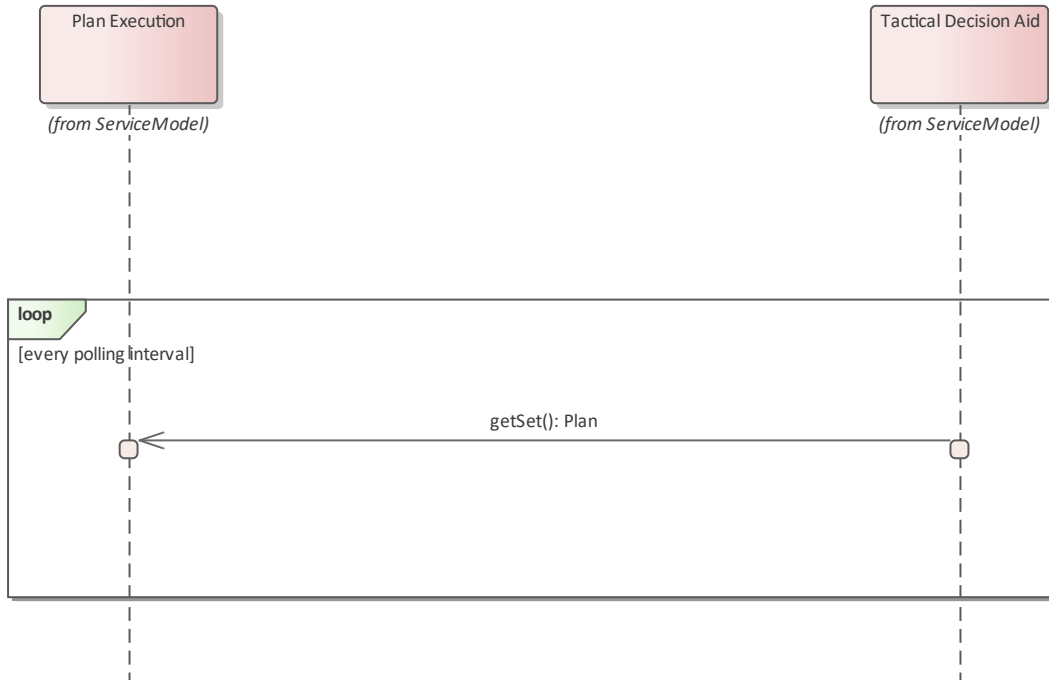 Plan Execution
Tactical Decision Aid
(from ServiceModel)
(from ServiceModel)
loop
[every polling interval]
getSet(): Plan